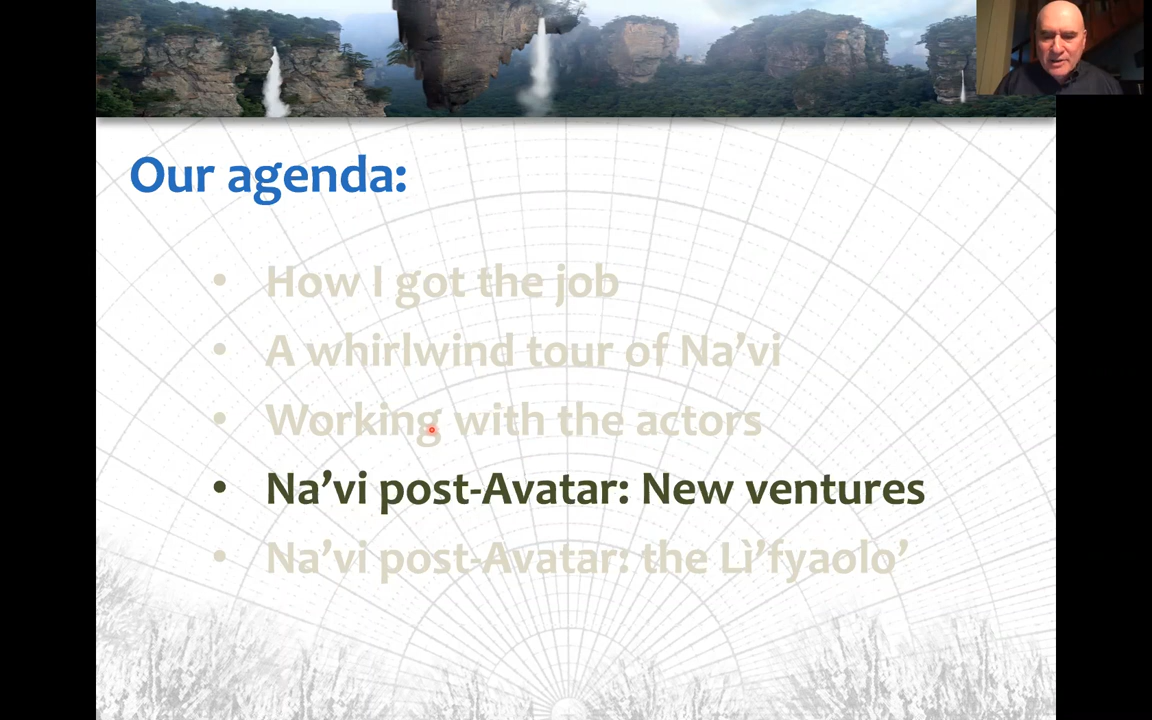 Our agenda:
• How I got the job
• A whirlwind tour of Na’vi
• Working with the actors
• Na’vi post-Avatar: New ventures
• Na’vi post-Avatar: the Lì’fyaolo’